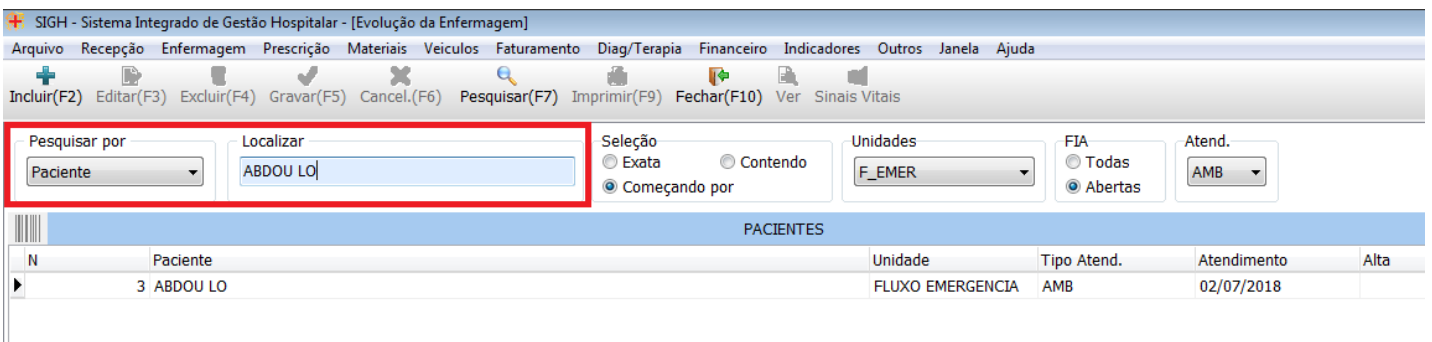 SIGH - Sistema Integrado de Gestão Hospitalar - [Evolução da Enfermagem]
Arquivo Recepção Enfermagem Prescrição Materiais Veiculos Faturamento Diag/Terapia Financeiro Indicadores Outros Janela Ajuda
Incluir(F2) Editar(F3) Excluir(F4) Gravar(F5) Cancel.(F6) Pesquisar(F7) Imprimir(F9) Fechar(F10) Ver Sinais Vitais
Pesquisar por Localizar Seleção Unidades FIA Atend.
Paciente ABDOU LO Exata Contendo F_EMER Todas AMB
Começando por Abertas
PACIENTES
N Paciente Unidade Tipo Atend. Atendimento Alta
3 ABDOU LO FLUXO EMERGENCIA AMB 02/07/2018